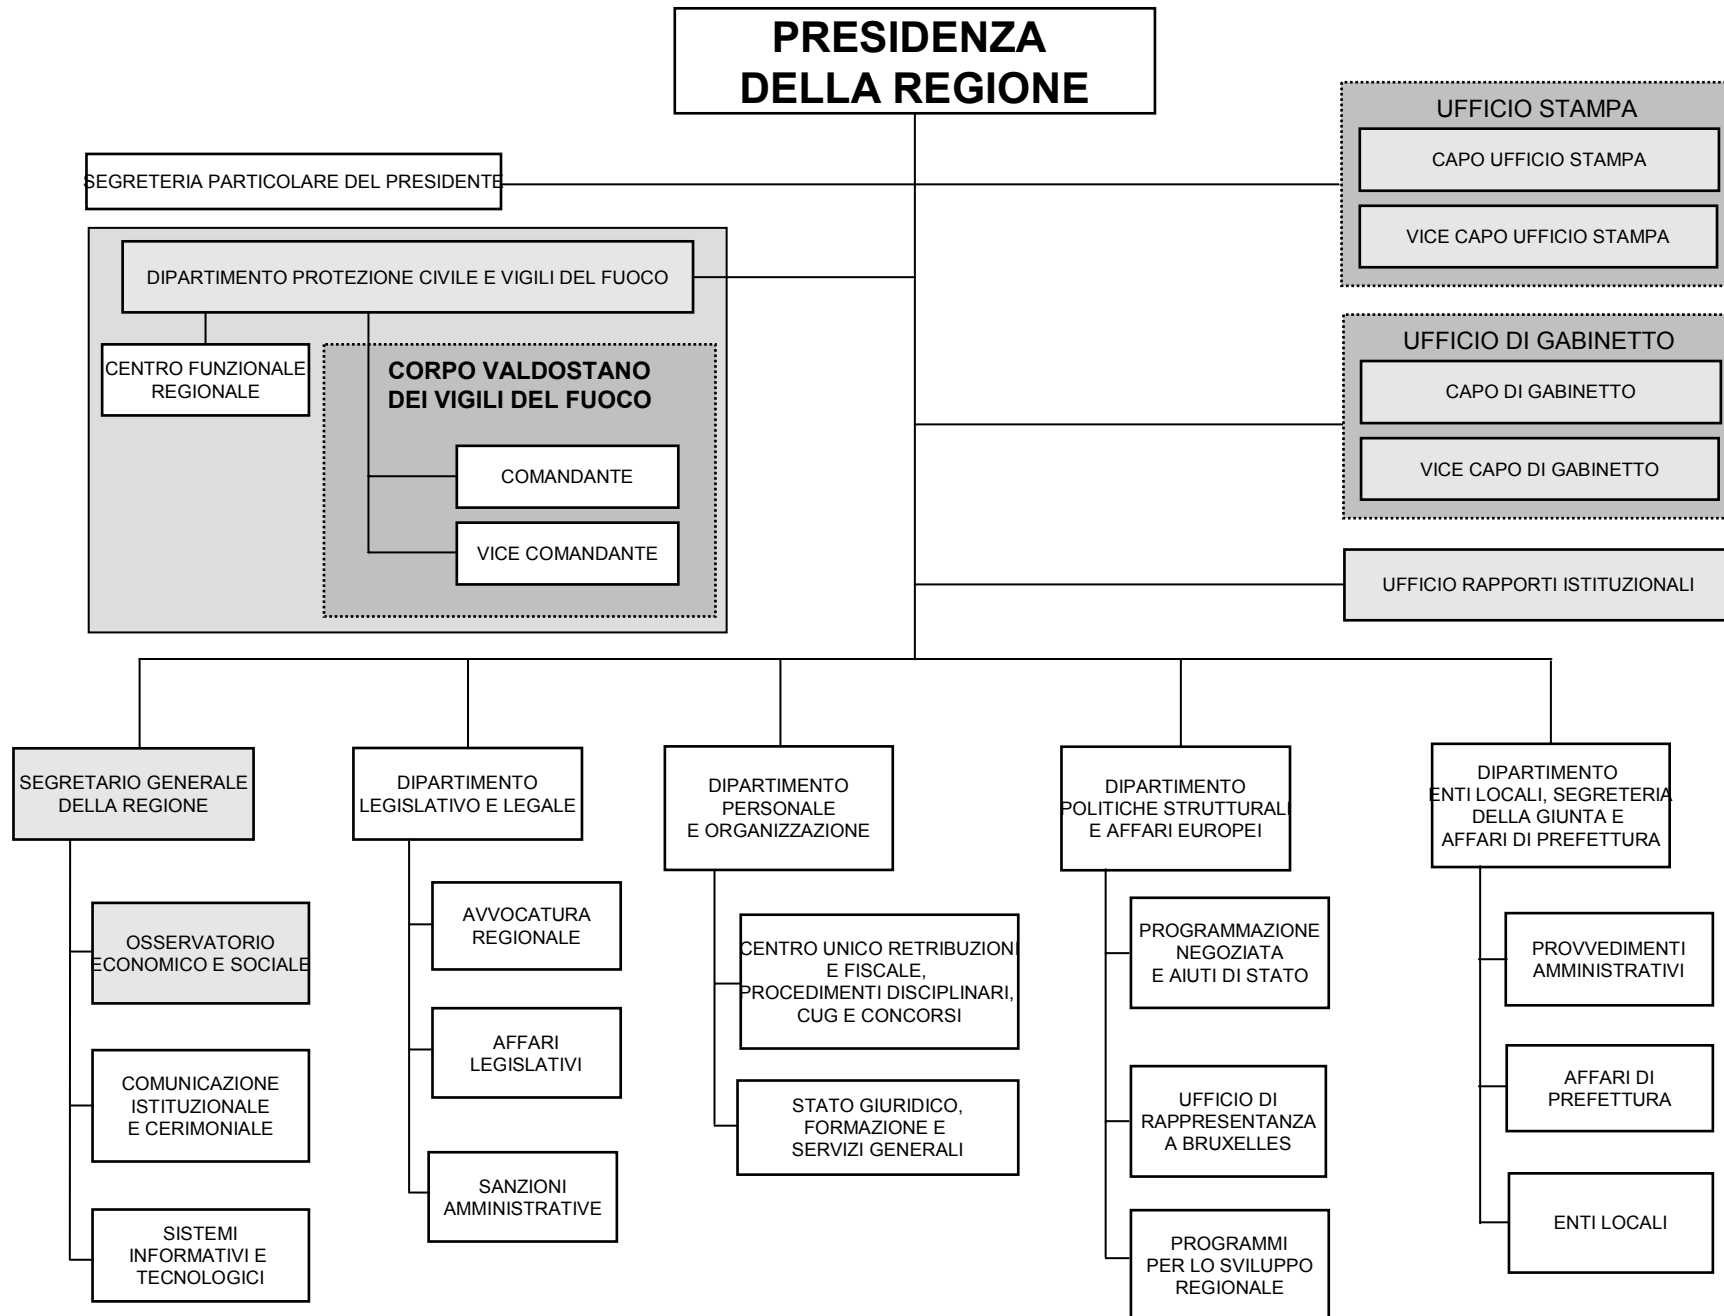 PRESIDENZA
DELLA REGIONE
UFFICIO STAMPA
CAPO UFFICIO STAMPA
VICE CAPO UFFICIO STAMPA
SEGRETERIA PARTICOLARE DEL PRESIDENTE
DIPARTIMENTO PROTEZIONE CIVILE E VIGILI DEL FUOCO
CENTRO FUNZIONALE
REGIONALE
CORPO VALDOSTANO
DEI VIGILI DEL FUOCO
COMANDANTE
VICE COMANDANTE
UFFICIO DI GABINETTO
CAPO DI GABINETTO
VICE CAPO DI GABINETTO
UFFICIO RAPPORTI ISTITUZIONALI
SEGRETARIO GENERALE
DELLA REGIONE
OSSERVATORIO
ECONOMICO E SOCIALE
COMUNICAZIONE
ISTITUZIONALE
E CERIMONIALE
SISTEMI
INFORMATIVI E
TECNOLOGICI
DIPARTIMENTO
LEGISLATIVO E LEGALE
AVVOCATURA
REGIONALE
AFFARI
LEGISLATIVI
SANZIONI
AMMINISTRATIVE
DIPARTIMENTO
PERSONALE
E ORGANIZZAZIONE
CENTRO UNICO RETRIBUZIONI
E FISCALE,
PROCEDIMENTI DISCIPLINARI,
CUG E CONCORSI
STATO GIURIDICO,
FORMAZIONE E
SERVIZI GENERALI
DIPARTIMENTO
POLITICHE STRUTTURALI
E AFFARI EUROPEI
PROGRAMMAZIONE
NEGOZIATA
E AIUTI DI STATO
UFFICIO DI
RAPPRESENTANZA
A BRUXELLES
PROGRAMMI
PER LO SVILUPPO
REGIONALE
DIPARTIMENTO
ENTI LOCALI, SEGRETERIA
DELLA GIUNTA E
AFFARI DI PREFETTURA
PROVVEDIMENTI
AMMINISTRATIVI
AFFARI DI
PREFETTURA
ENTI LOCALI